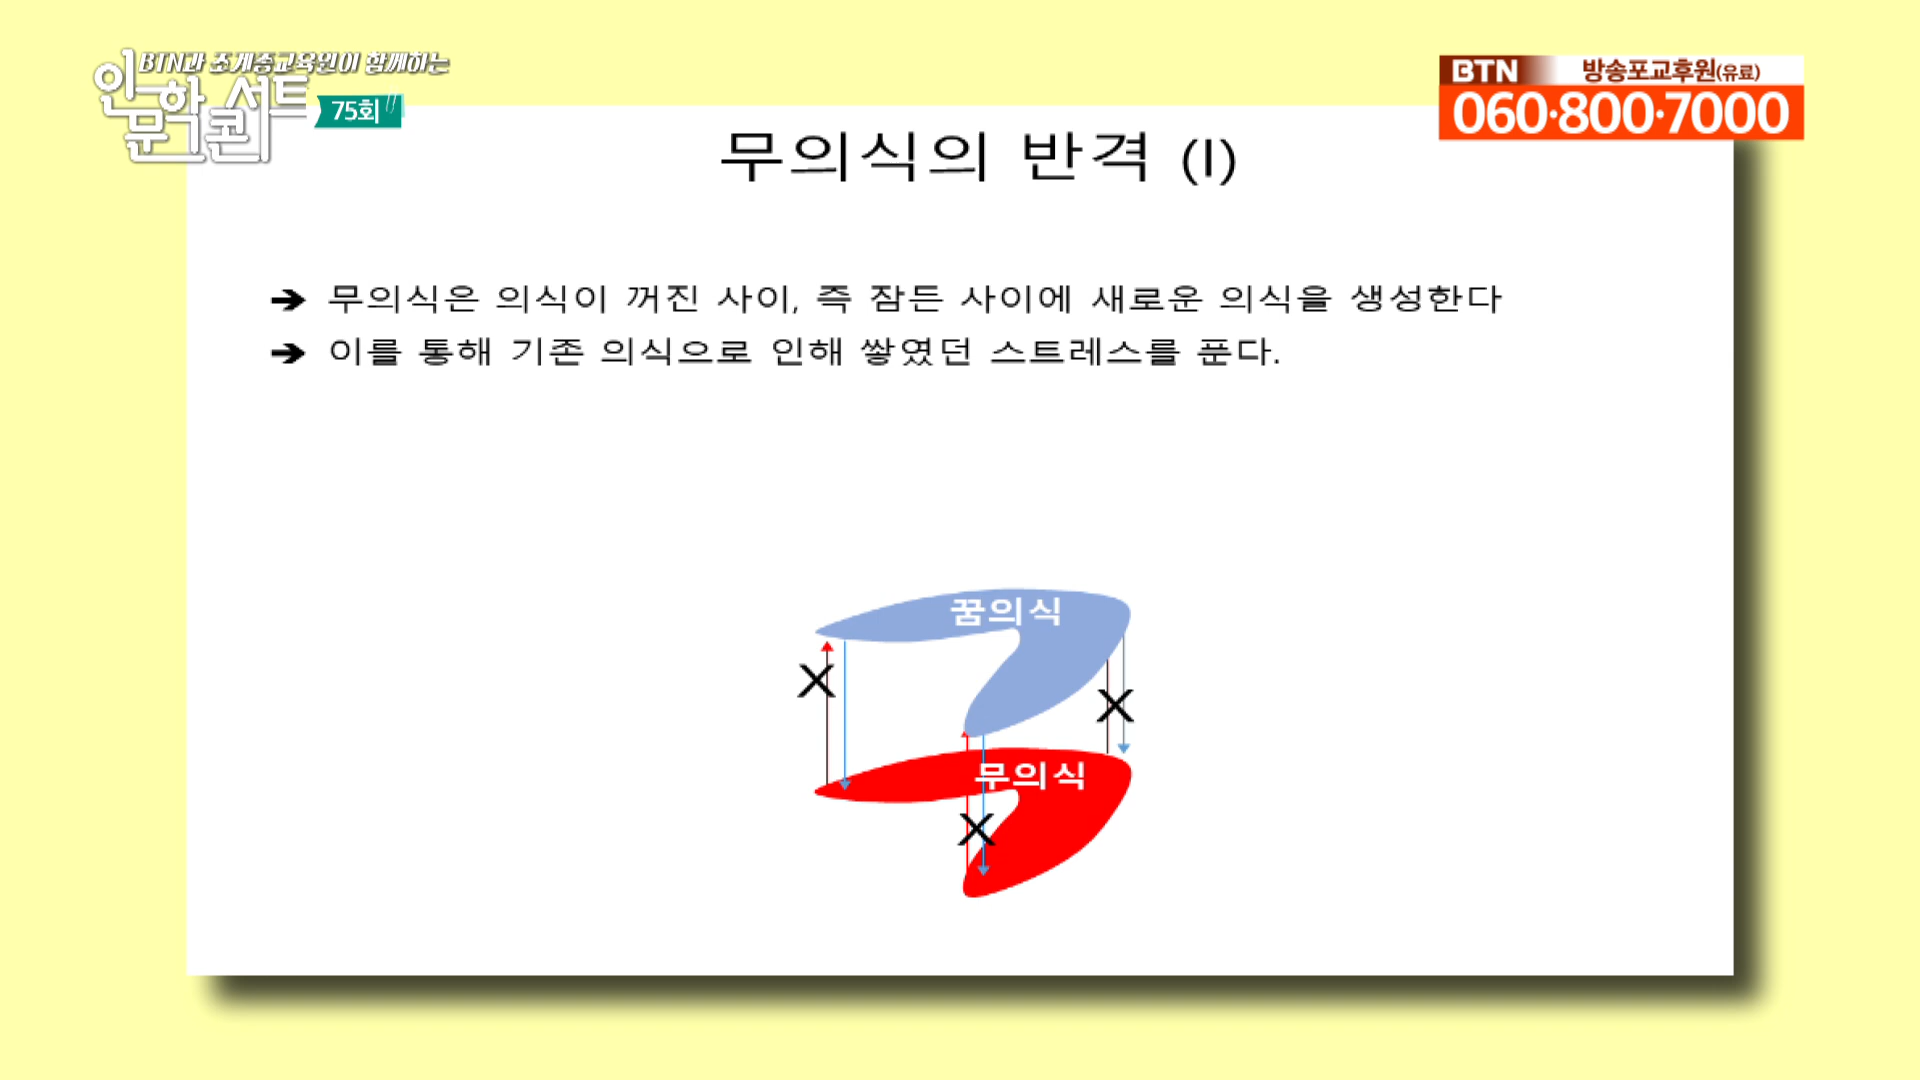 BTN과 조계종교육원이 함께하는
인문학 콘서트
75회
BTN 방송포교후원(유료)
060·800·7000
무의식의 반격 (I)
➔ 무의식은 의식이 꺼진 사이, 즉 잠든 사이에 새로운 의식을 생성한다
➔ 이를 통해 기존 의식으로 인해 쌓였던 스트레스를 푼다.
꿈의식
X
X
무의식
X